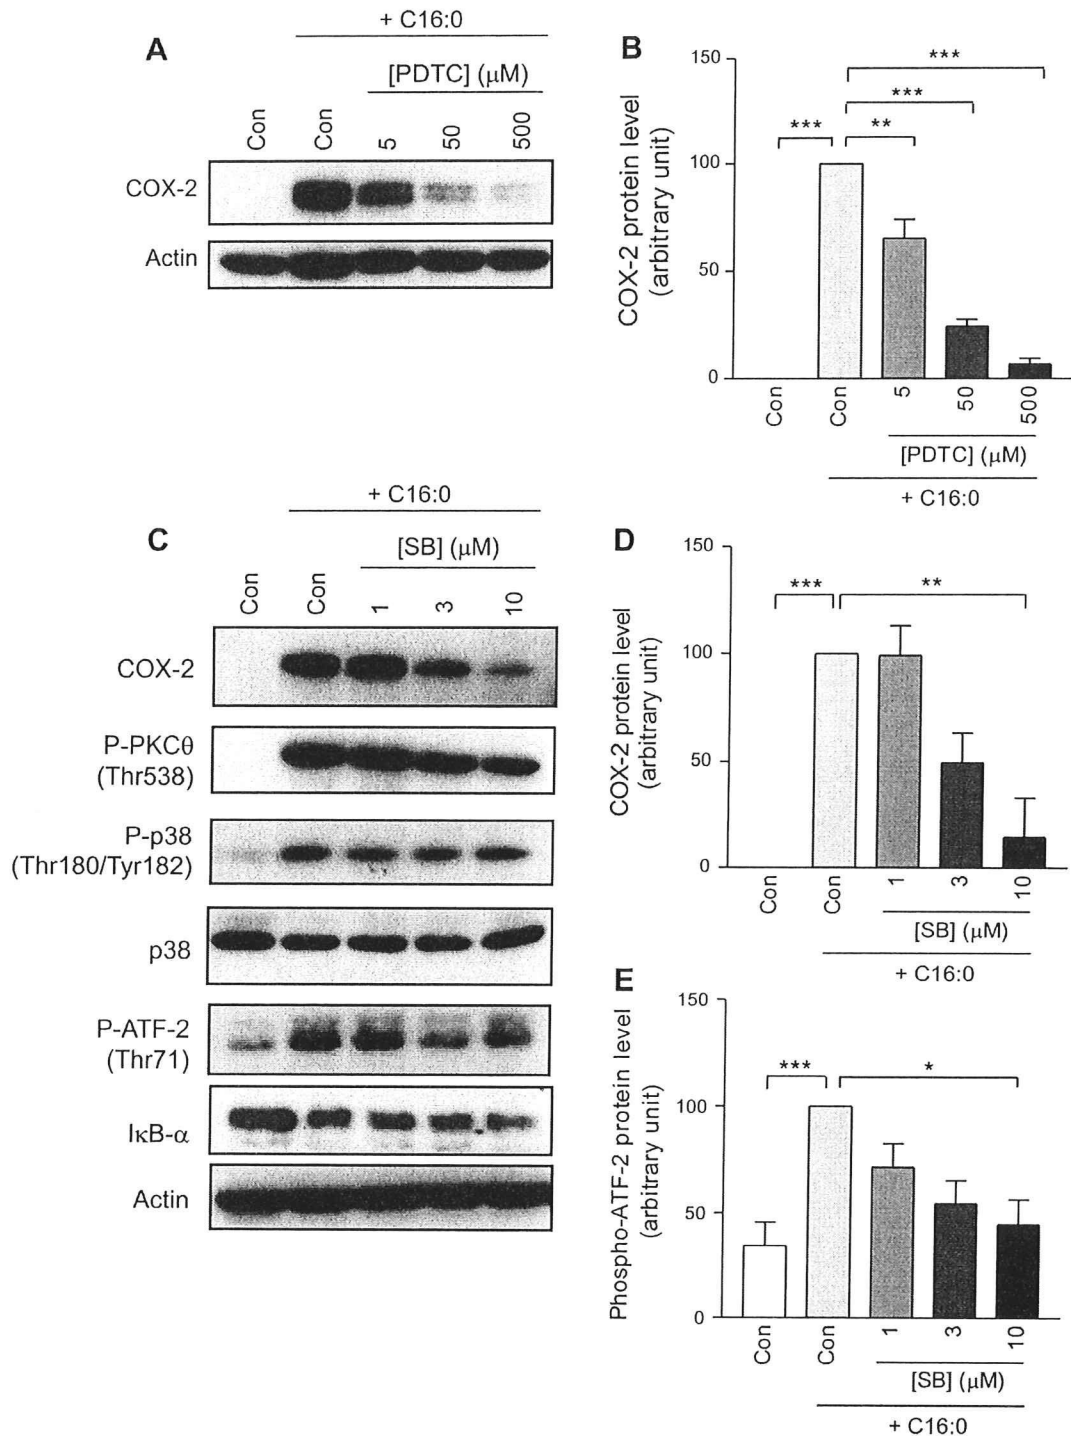 A
+ C16:0
[PDTC] (μM)
Con
Con
5
50
500
COX-2
Actin
B
COX-2 protein level
(arbitrary unit)
150
100
50
0
***
**
***
***
Con
Con
5
50
500
[PDTC] (μM)
+ C16:0
C
+ C16:0
[SB] (μM)
Con
Con
1
3
10
COX-2
P-PKCθ
(Thr538)
P-p38
(Thr180/Tyr182)
p38
P-ATF-2
(Thr71)
IκB-α
Actin
D
COX-2 protein level
(arbitrary unit)
150
100
50
0
***
**
Con
Con
1
3
10
[SB] (μM)
+ C16:0
E
Phospho-ATF-2 protein level
(arbitrary unit)
150
100
50
0
***
*
Con
Con
1
3
10
[SB] (μM)
+ C16:0